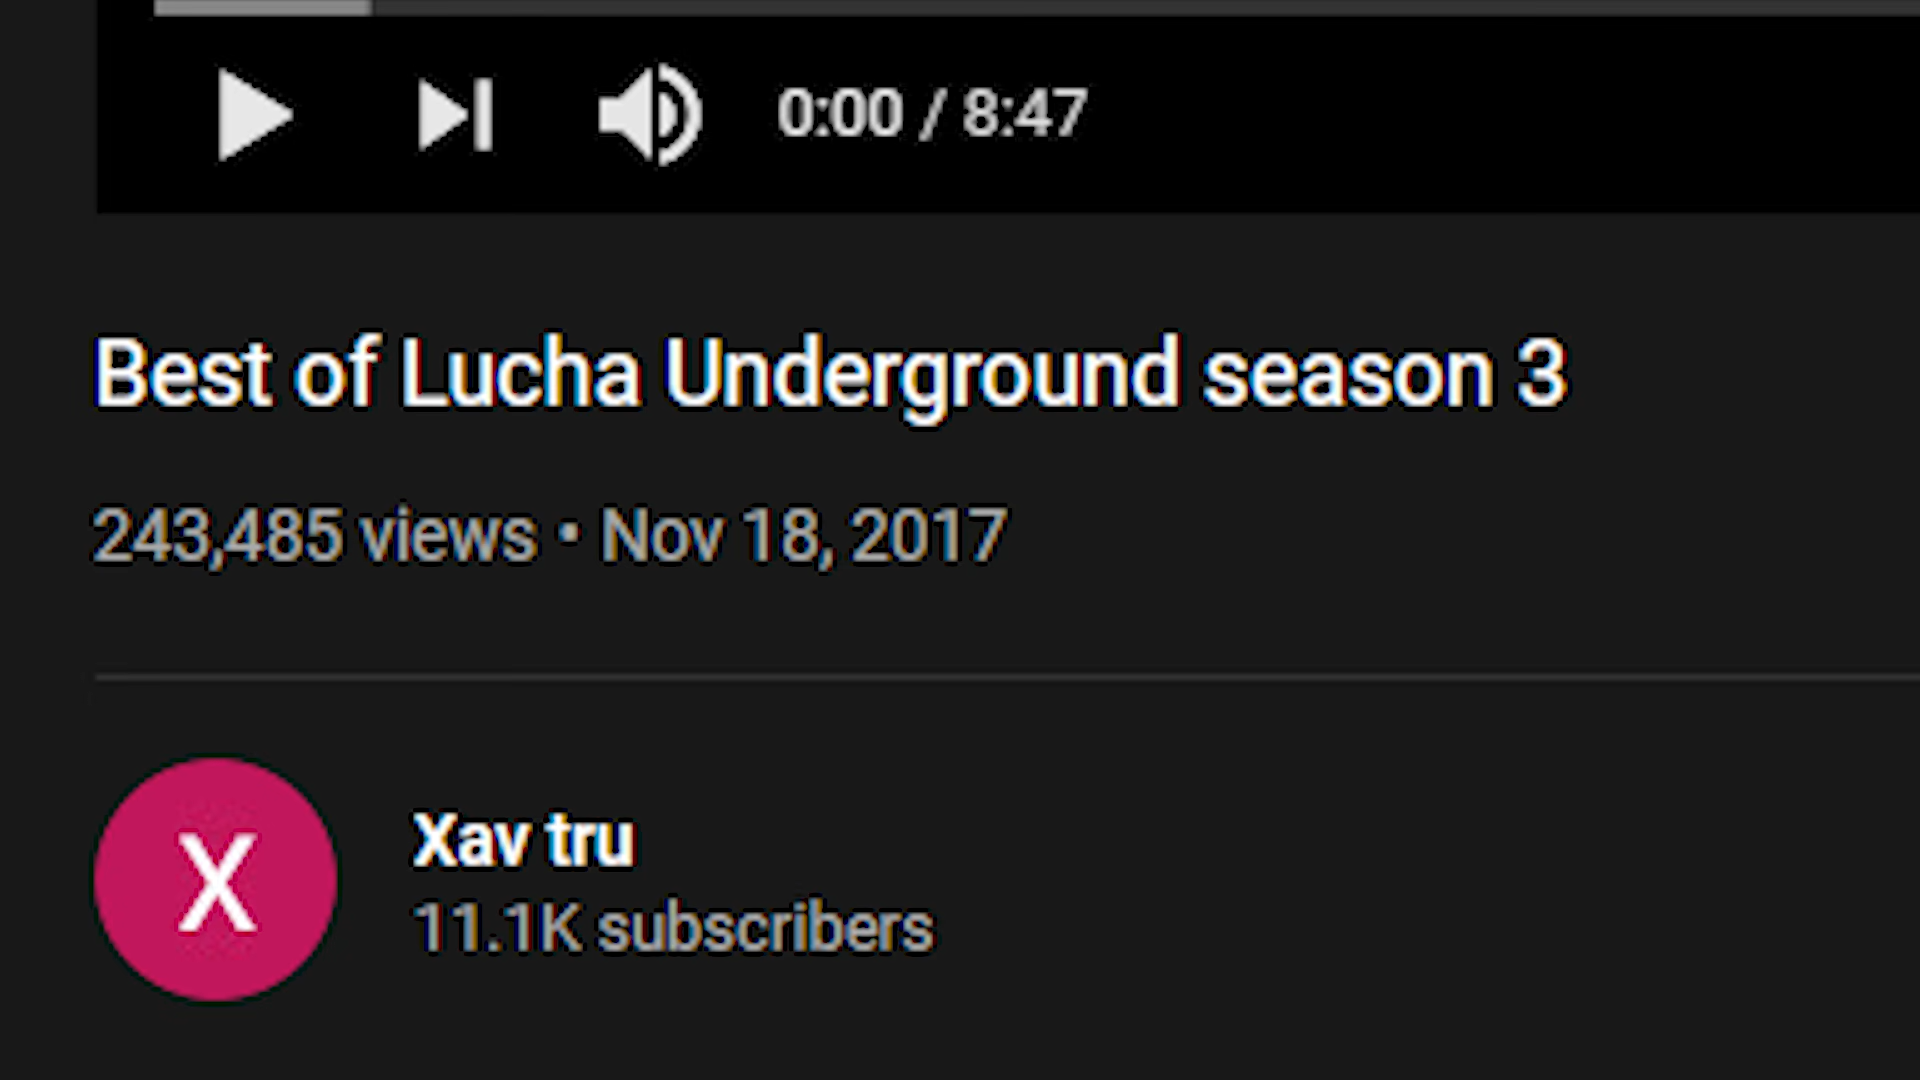 0:00 / 8:47
Best of Lucha Underground season 3
243,485 views • Nov 18, 2017
X
Xav tru
11.1K subscribers